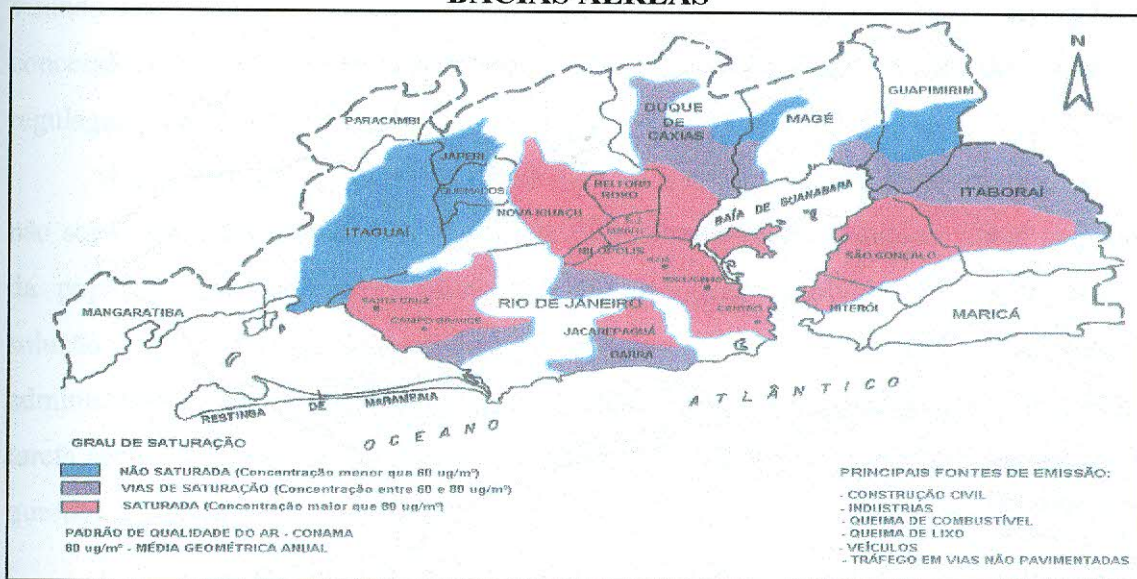 BACIAS AÉREAS
N
GUAPIMIRIM
DUQUE
DE
CAXIAS
MAGÉ
PARACAMBI
JAPERI
QUEIMADOS
BELFORD
ROXO
NOVA IGUAÇU
BAÍA DE GUANABARA
ITABORAÍ
ITAGUAÍ
NILÓPOLIS
SÃO GONÇALO
SANTA CRUZ
RIO DE JANEIRO
MANGARATIBA
CAMPO GRANDE
CENTRO
NITERÓI
MARICÁ
JACAREPAGUÁ
BARRA
RESTINGA DE MARAMBAIA
OCEANO ATLÂNTICO
GRAU DE SATURAÇÃO
NÃO SATURADA (Concentração menor que 60 ug/m³)
VIAS DE SATURAÇÃO (Concentração entre 60 e 80 ug/m³)
SATURADA (Concentração maior que 80 ug/m³)
PADRÃO DE QUALIDADE DO AR - CONAMA
80 ug/m³ - MÉDIA GEOMÉTRICA ANUAL
PRINCIPAIS FONTES DE EMISSÃO:
- CONSTRUÇÃO CIVIL
- INDUSTRIAS
- QUEIMA DE COMBUSTÍVEL
- QUEIMA DE LIXO
- VEÍCULOS
- TRÁFEGO EM VIAS NÃO PAVIMENTADAS